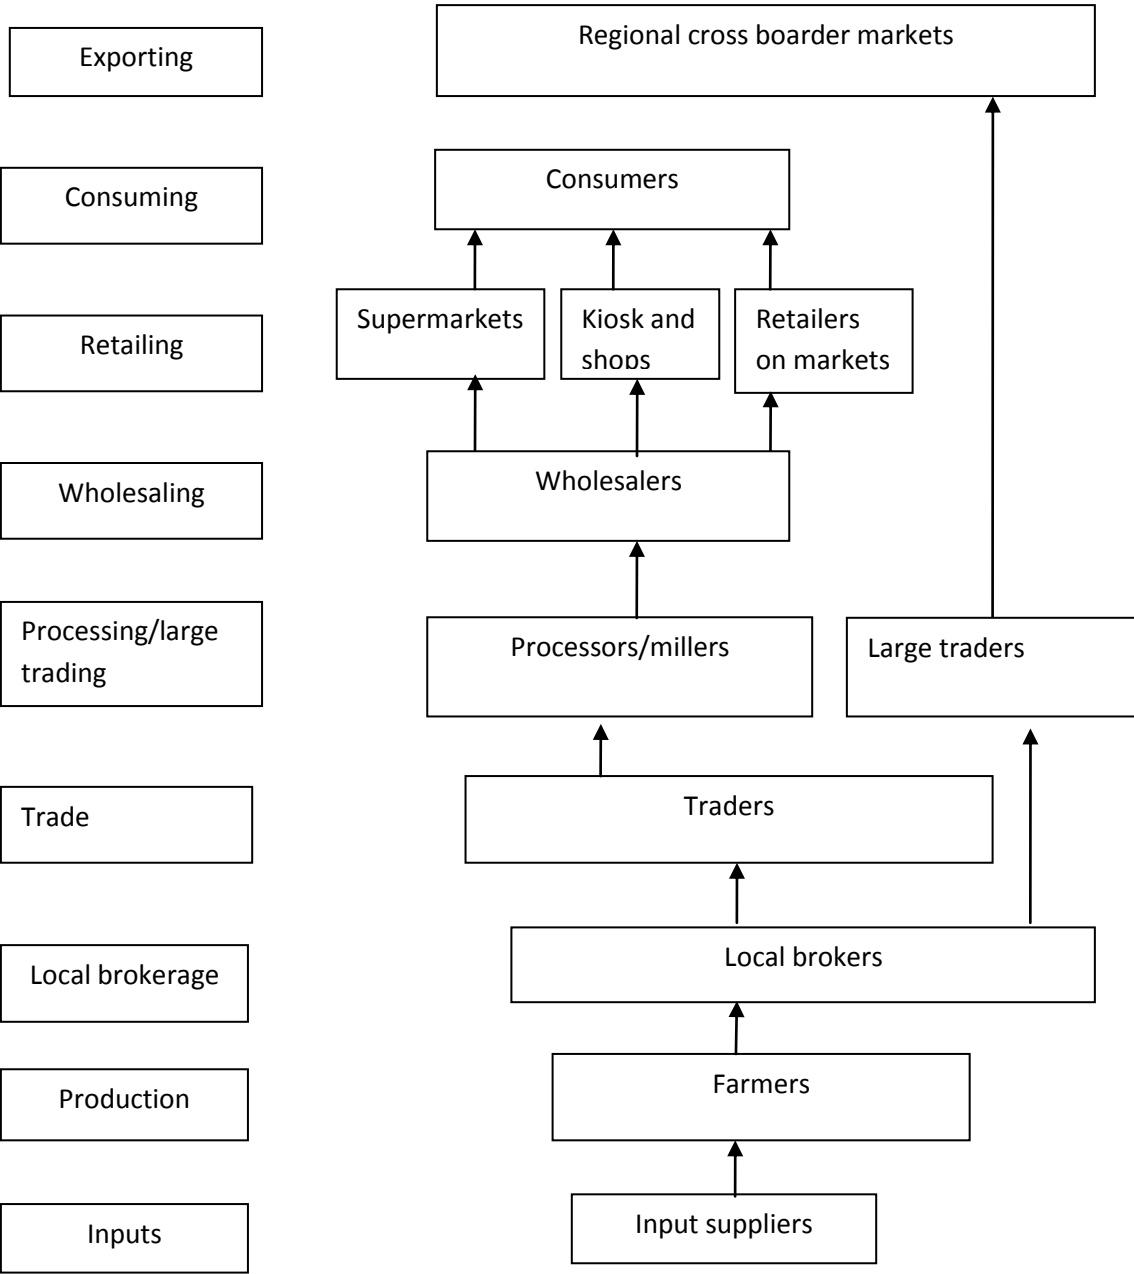 Exporting
Regional cross boarder markets
Consuming
Consumers
Retailing
Supermarkets
Kiosk and
shops
Retailers
on markets
Wholesaling
Wholesalers
Processing/large
trading
Processors/millers
Large traders
Trade
Traders
Local brokerage
Local brokers
Production
Farmers
Inputs
Input suppliers